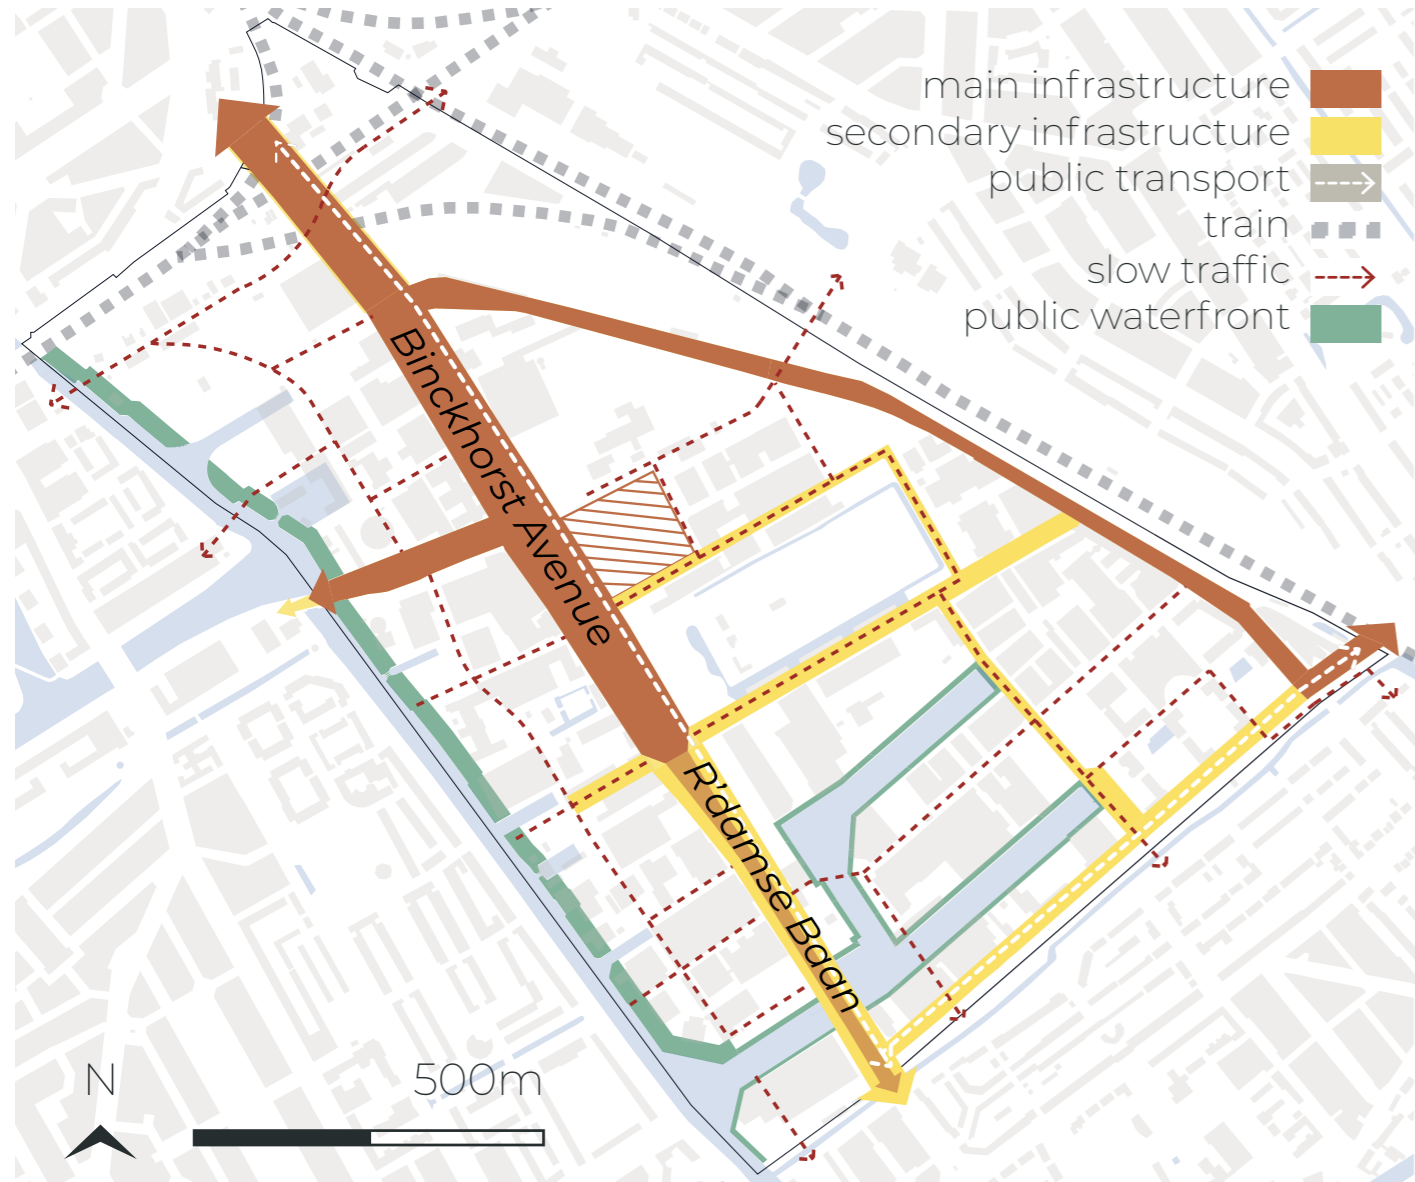 main infrastructure
secondary infrastructure
public transport
train
slow traffic
public waterfront
Binckhorst Avenue
R'damse Baan
N
500m